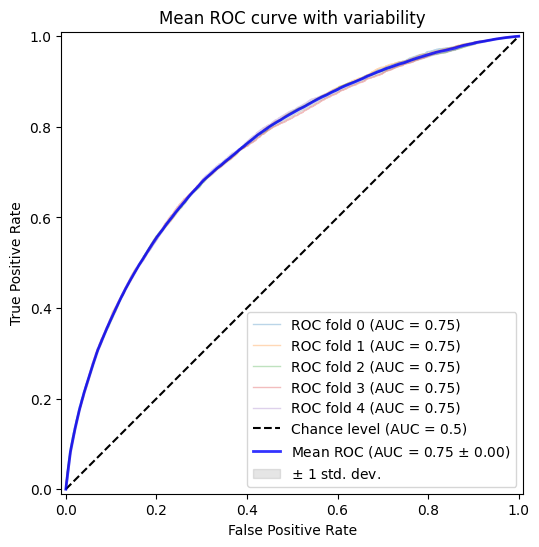 Mean ROC curve with variability
1.0
0.8
0.6
0.4
0.2
0.0
True Positive Rate
ROC fold 0 (AUC = 0.75)
ROC fold 1 (AUC = 0.75)
ROC fold 2 (AUC = 0.75)
ROC fold 3 (AUC = 0.75)
ROC fold 4 (AUC = 0.75)
Chance level (AUC = 0.5)
Mean ROC (AUC = 0.75 ± 0.00)
± 1 std. dev.
0.0 0.2 0.4 0.6 0.8 1.0
False Positive Rate